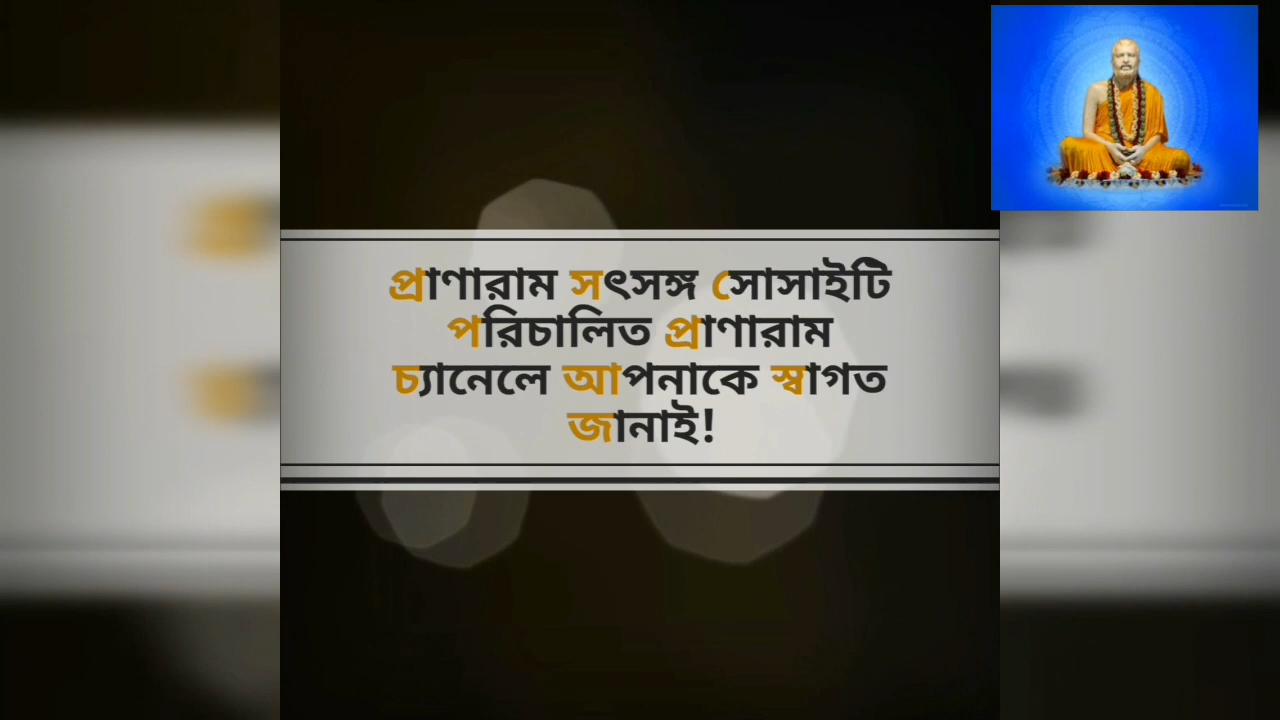 প্রাণারাম সৎসঙ্গ সোসাইটি
পরিচালিত প্রাণারাম
চ্যানেলে আপনাকে স্বাগত
জানাই!